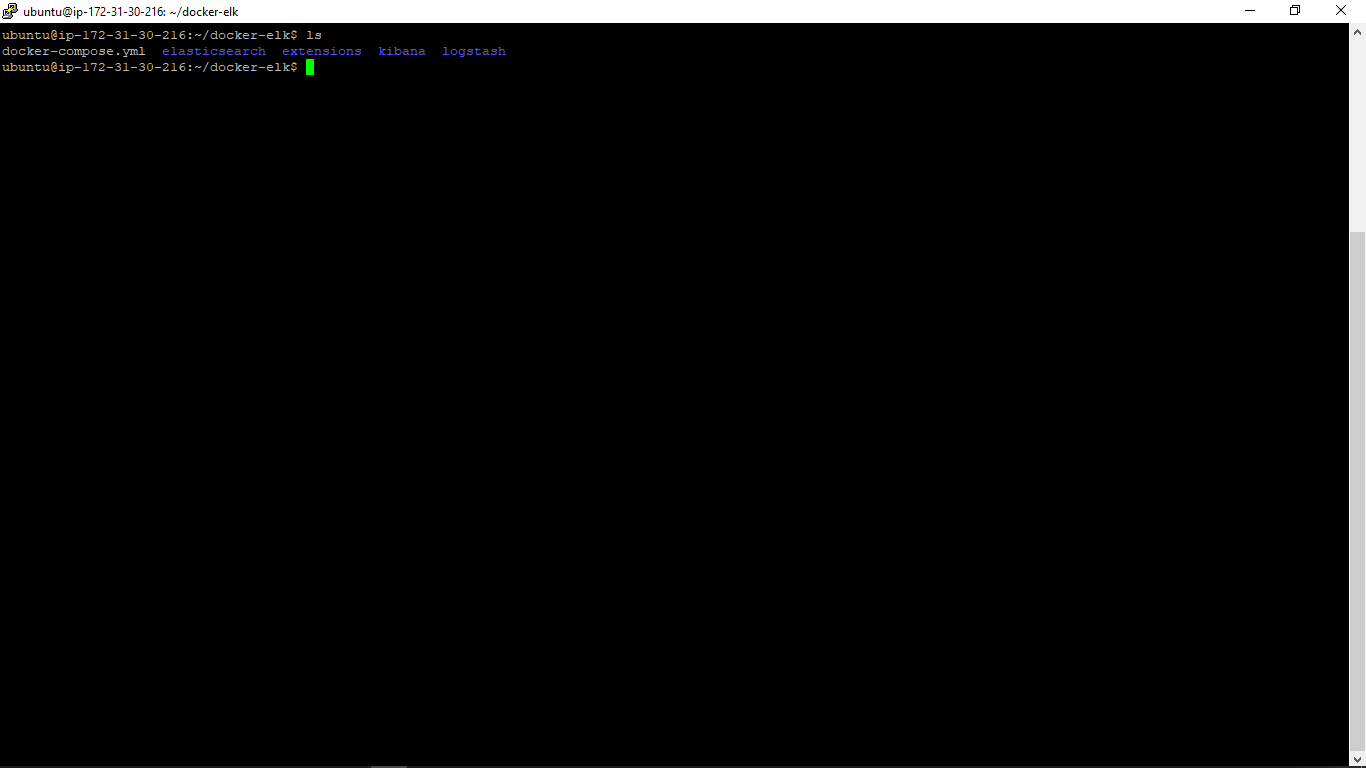 ubuntu@ip-172-31-30-216: ~/docker-elk
ubuntu@ip-172-31-30-216:~/docker-elk$ ls
docker-compose.yml  elasticsearch  extensions  kibana  logstash
ubuntu@ip-172-31-30-216:~/docker-elk$